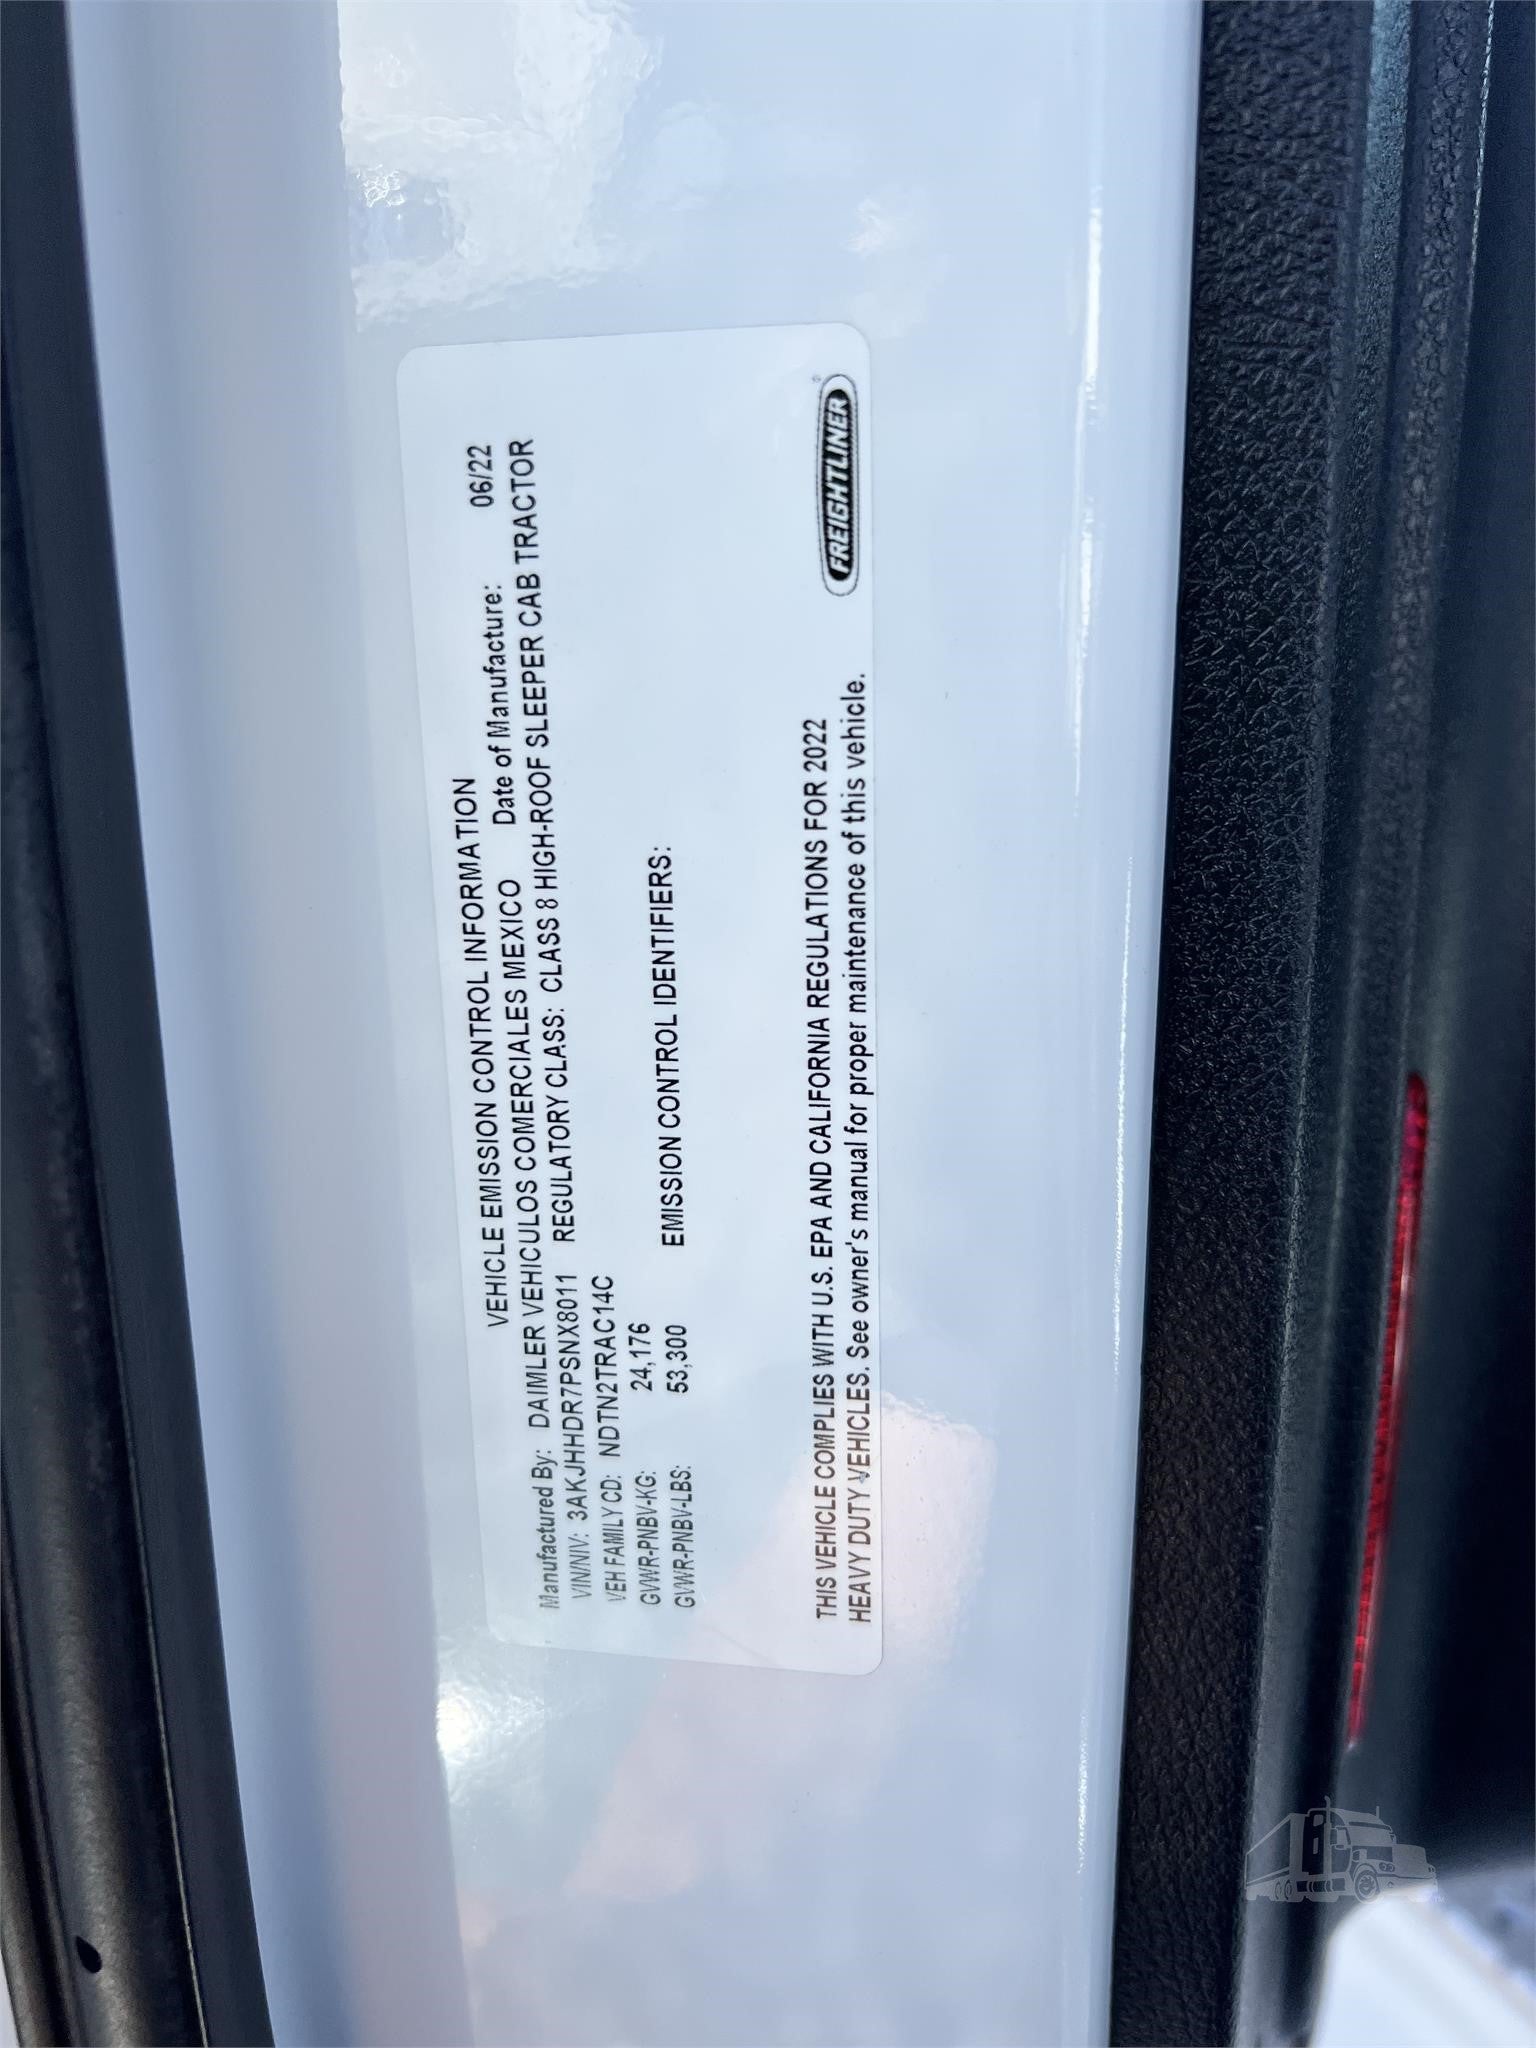 VEHICLE EMISSION CONTROL INFORMATION
Manufactured By: DAIMLER VEHICULOS COMERCIALES MEXICO Date of Manufacture: 06/22
VIN/NIV: 3AKJHHDR7PSNX8011 REGULATORY CLASS: CLASS 8 HIGH-ROOF SLEEPER CAB TRACTOR
VEH FAMILY CD: NDTN2TRAC14C
GVWR-PNBV-KG: 24,176
GVWR-PNBV-LBS: 53,300 EMISSION CONTROL IDENTIFIERS:
THIS VEHICLE COMPLIES WITH U.S. EPA AND CALIFORNIA REGULATIONS FOR 2022
HEAVY DUTY VEHICLES. See owner's manual for proper maintenance of this vehicle.
FREIGHTLINER®